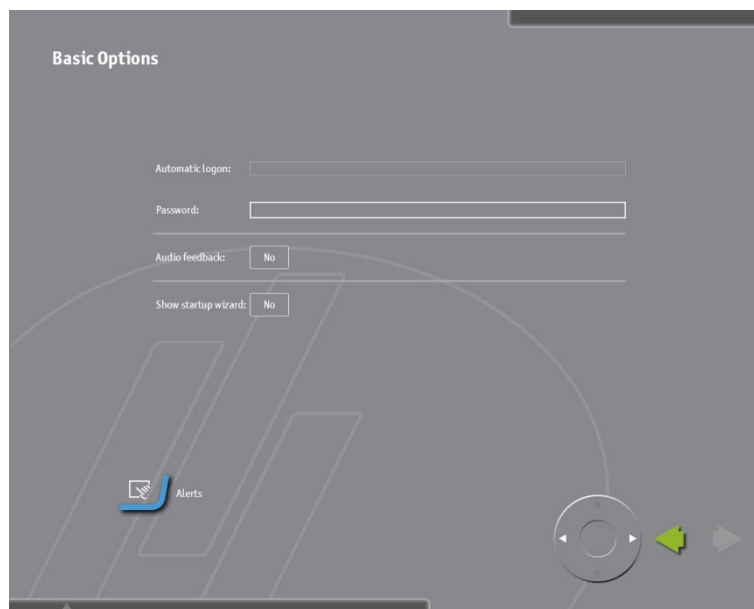 Basic Options
Automatic logon:
Password:
Audio feedback: No
Show startup wizard: No
Alerts